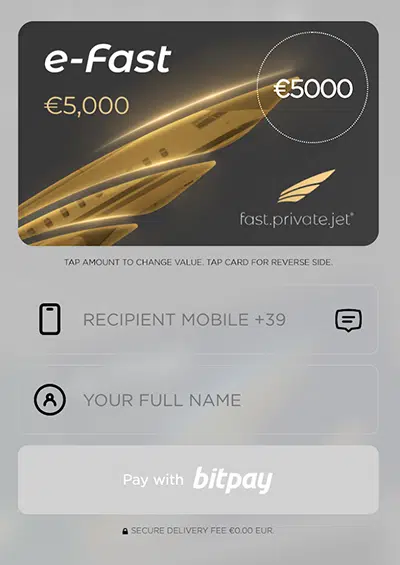 e-Fast
€5,000
€5000
fast.private.jet®
TAP AMOUNT TO CHANGE VALUE. TAP CARD FOR REVERSE SIDE.
RECIPIENT MOBILE +39
YOUR FULL NAME
Pay with bitpay
SECURE DELIVERY FEE €0.00 EUR